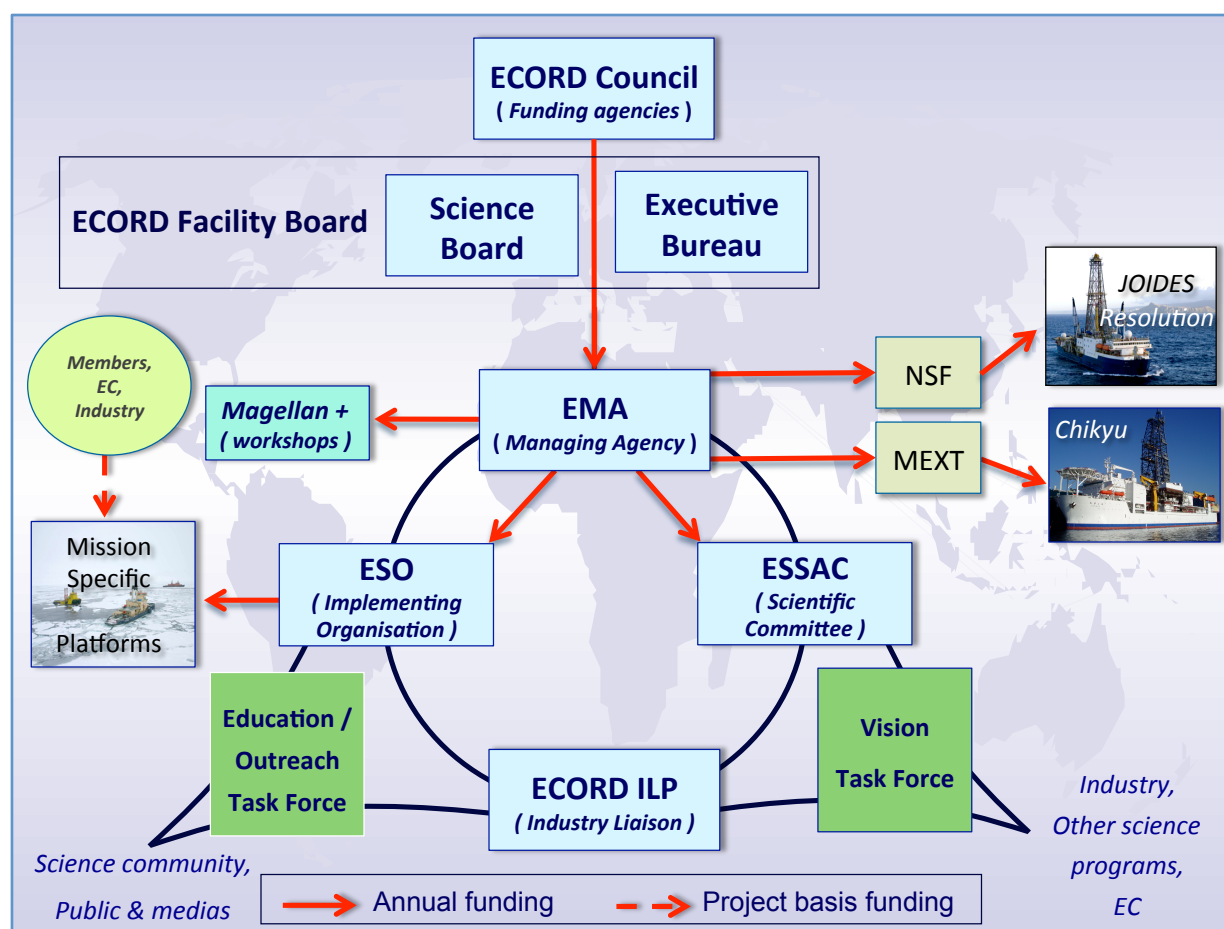 ECORD Council
( Funding agencies )
ECORD Facility Board
Science
Board
Executive
Bureau
JOIDES
Resolution
Members,
EC,
Industry
Magellan +
( workshops )
EMA
( Managing Agency )
NSF
MEXT
Chikyu
Mission
Specific
Platforms
ESO
( Implementing
Organisation )
ESSAC
( Scientific
Committee )
Education /
Outreach
Task Force
Vision
Task Force
ECORD ILP
( Industry Liaison )
Science community,
Public & medias
Industry,
Other science
programs,
EC
Annual funding
Project basis funding